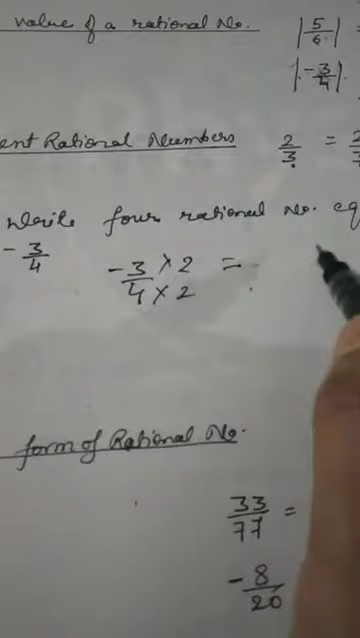 value of a rational No. |5/6| =
|-3/4|.
ent Rational Numbers 2/3 = 2
Write four rational No. eq
-3/4 -3 × 2 / 4 × 2 =
form of Rational No.
33/77 =
-8/20